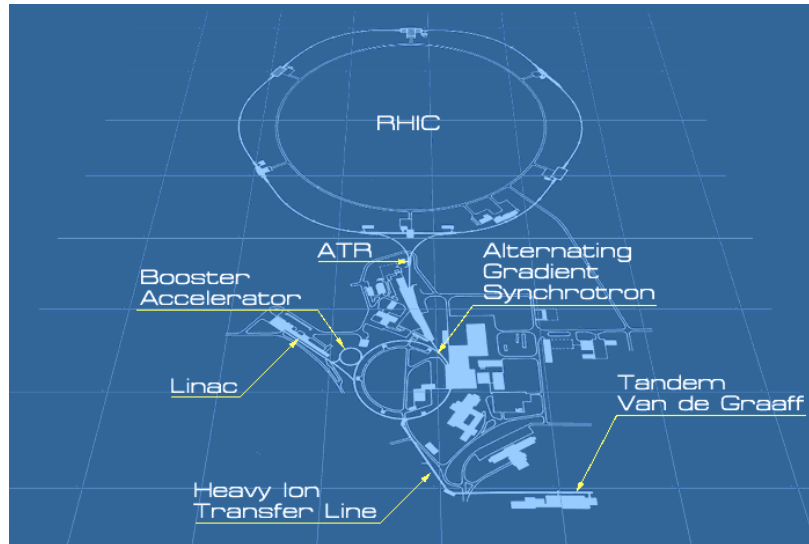 RHIC
ATR
Alternating
Gradient
Synchrotron
Booster
Accelerator
Linac
Tandem
Van de Graaff
Heavy Ion
Transfer Line